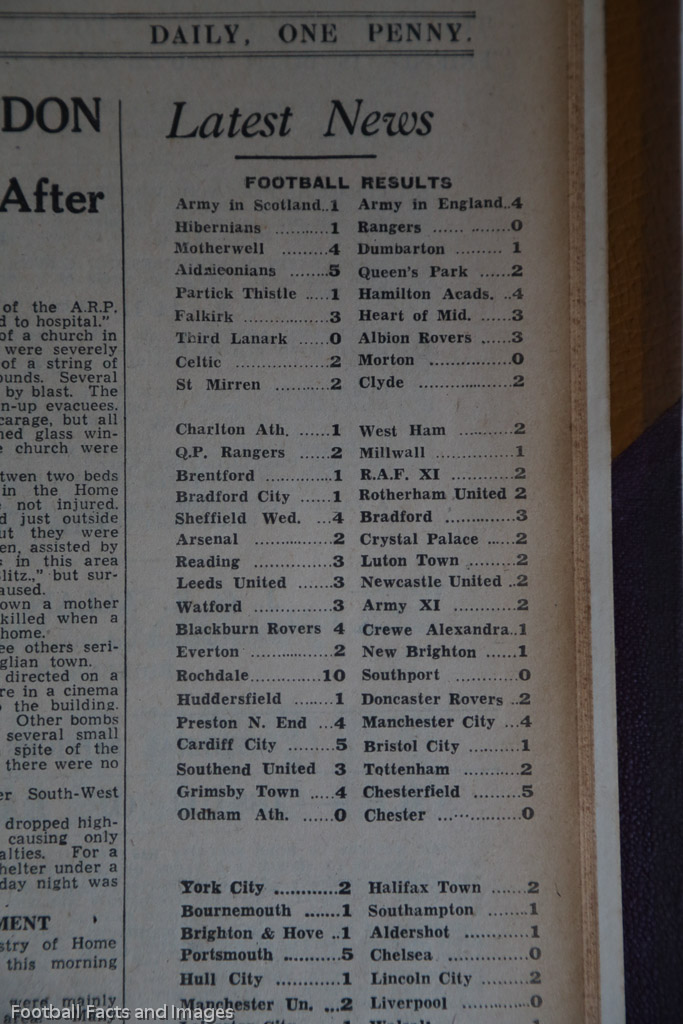 DAILY, ONE PENNY.
DON
After
of the A.R.P.
d to hospital."
of a church in
were severely
of a string of
ounds. Several
by blast. The
n-up evacuees.
carage, but all
ned glass win-
e church were
twen two beds
in the Home
not injured.
d just outside
ut they were
en, assisted by
s in this area
litz.," but sur-
aused.
own a mother
killed when a
home.
ee others seri-
glian town.
directed on a
re in a cinema
the building.
Other bombs
several small
spite of the
there were no
er South-West
dropped high-
causing only
alties. For a
helter under a
day night was
MENT
stry of Home
this morning
were mainly
Latest News
FOOTBALL RESULTS
Army in Scotland..1 Army in England..4
Hibernians ..........1 Rangers ...... ........0
Motherwell ........4 Dumbarton ......... 1
Queen's Park ......2
Partick Thistle .....1 Hamilton Acads. ..4
Falkirk ...............3 Heart of Mid. ......3
Third Lanark ......0 Albion Rovers ......3
Celtic .................2 Morton ...............0
St Mirren ..........2 Clyde .................2
Charlton Ath. ......1 West Ham ..........2
Q.P. Rangers ......2 Millwall ..............1
Brentford ............1 R.A.F. XI ............2
Bradford City ......1 Rotherham United 2
Sheffield Wed. ...4 Bradford ............3
Arsenal ..............2 Crystal Palace .....2
Reading .............3 Luton Town ........2
Leeds United ......3 Newcastle United ..2
Watford .............3 Army XI ............2
Blackburn Rovers 4 Crewe Alexandra..1
Everton ..............2 New Brighton ......1
Rochdale............10 Southport ...........0
Huddersfield .......1 Doncaster Rovers ..2
Preston N. End ...4 Manchester City ...4
Cardiff City ........5 Bristol City .........1
Southend United 3 Tottenham ..........2
Grimsby Town ....4 Chesterfield ........5
Oldham Ath. ......0 Chester .............0
York City ............2 Halifax Town ......2
Bournemouth .......1 Southampton .......1
Brighton & Hove ..1 Aldershot ...........1
Portsmouth ..........5 Chelsea ..............0
Hull City ............1 Lincoln City .......2
Manchester Un. ...2 Liverpool ............0
Football Facts and Images